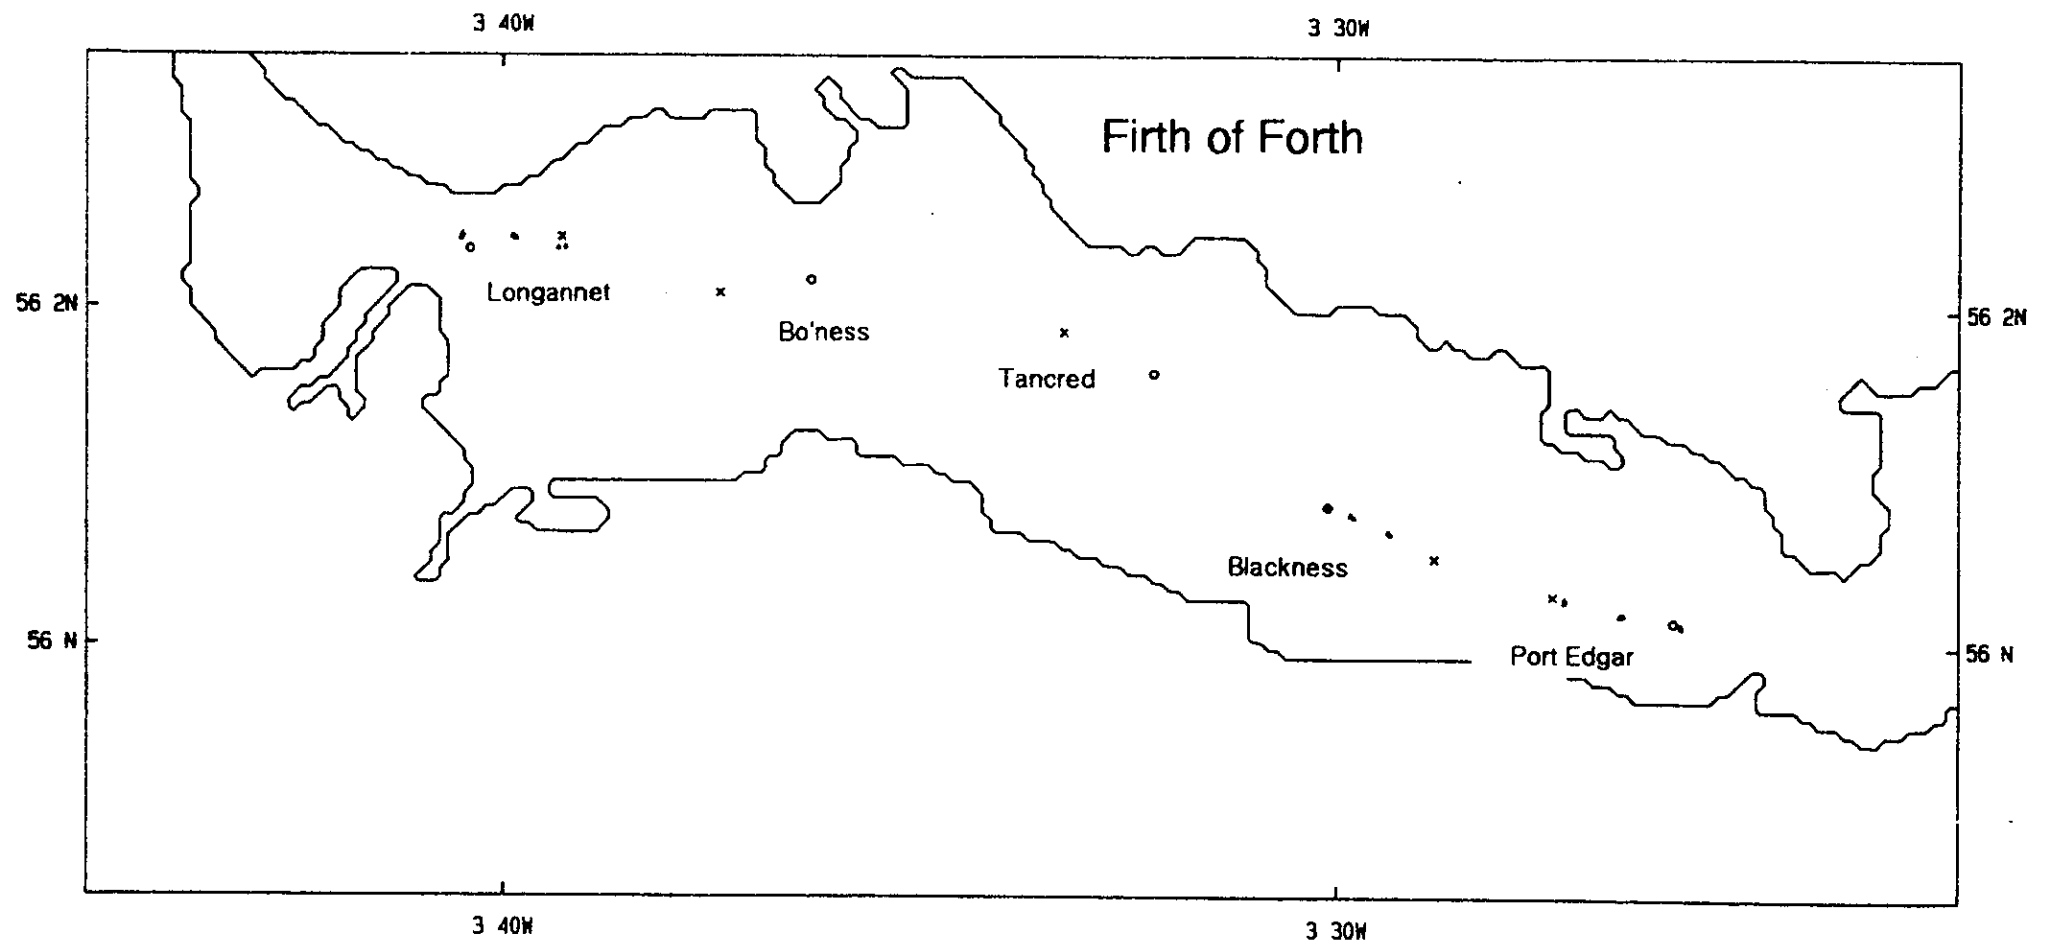 3 40W
3 30W
Firth of Forth
Longannet
56 2N
56 2N
Bo'ness
Tancred
Blackness
56 N
Port Edgar
56 N
3 40W
3 30W